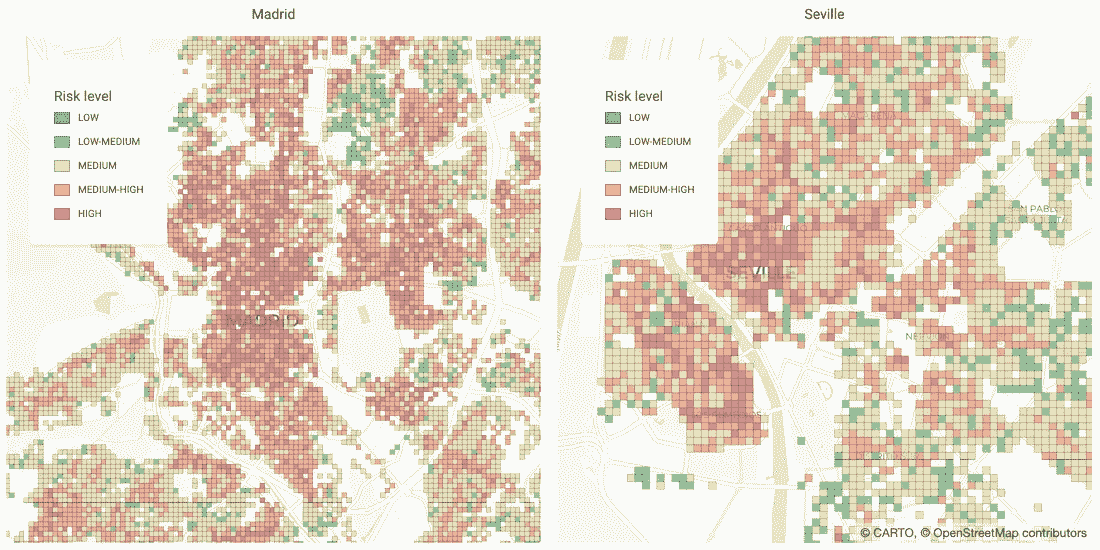 Madrid
Seville
Risk level
LOW
LOW-MEDIUM
MEDIUM
MEDIUM-HIGH
HIGH
MADRID
Risk level
LOW
LOW-MEDIUM
MEDIUM
MEDIUM-HIGH
HIGH
MACARENA
SEVILLE
© CARTO, © OpenStreetMap contributors